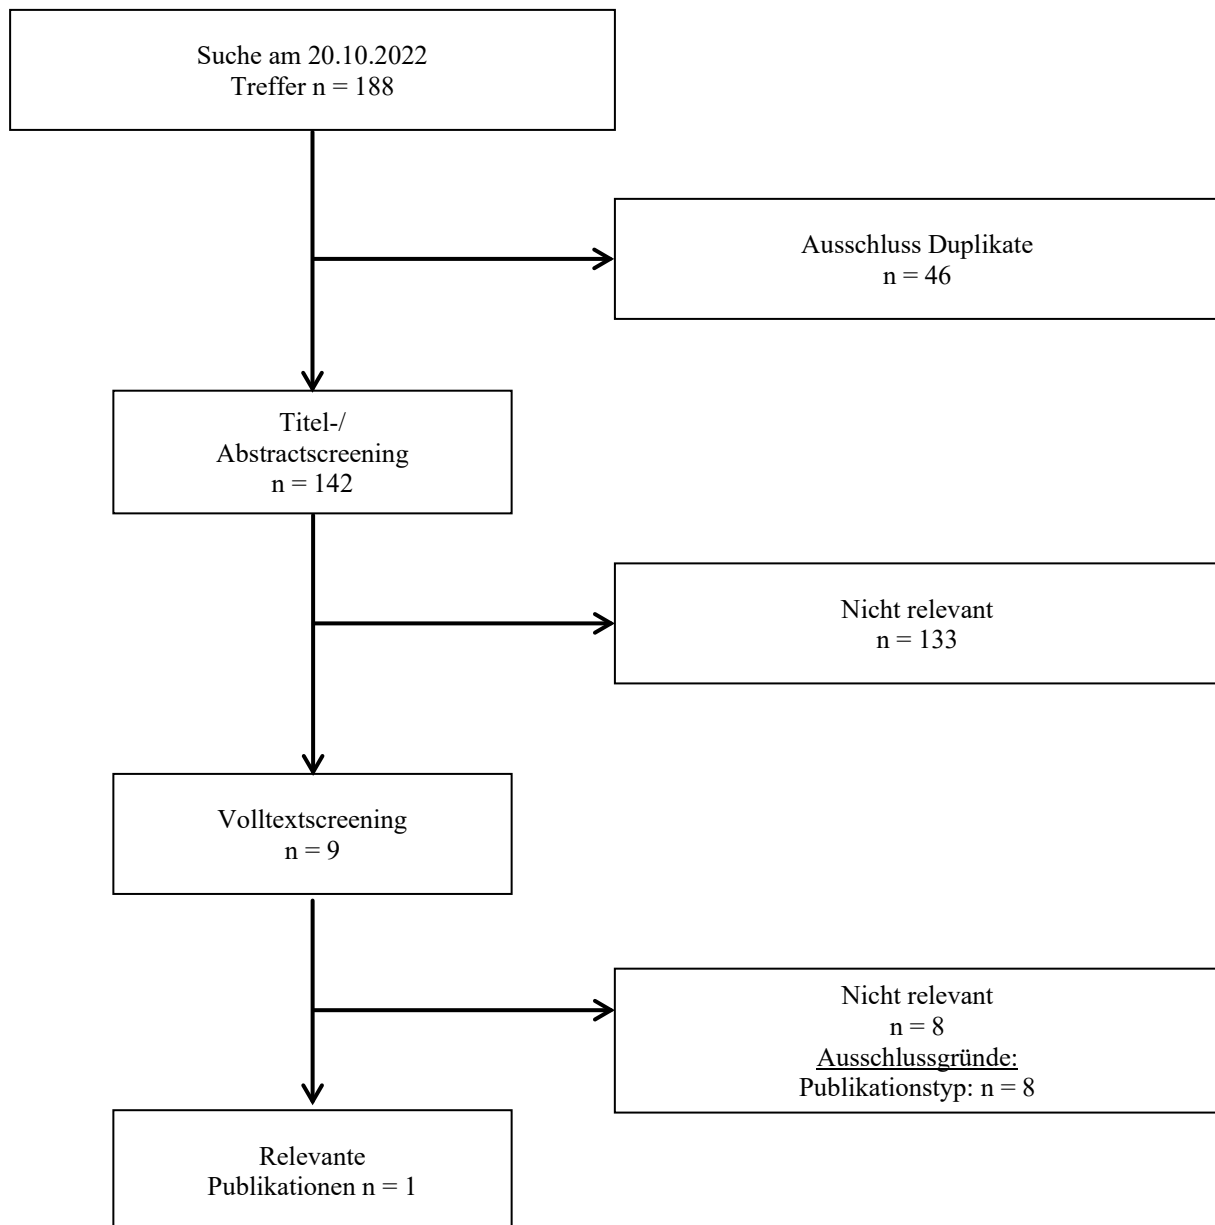 Suche am 20.10.2022
Treffer n = 188
Ausschluss Duplikate
n = 46
Titel-/
Abstractscreening
n = 142
Nicht relevant
n = 133
Volltextscreening
n = 9
Nicht relevant
n = 8
Ausschlussgründe:
Publikationstyp: n = 8
Relevante
Publikationen n = 1